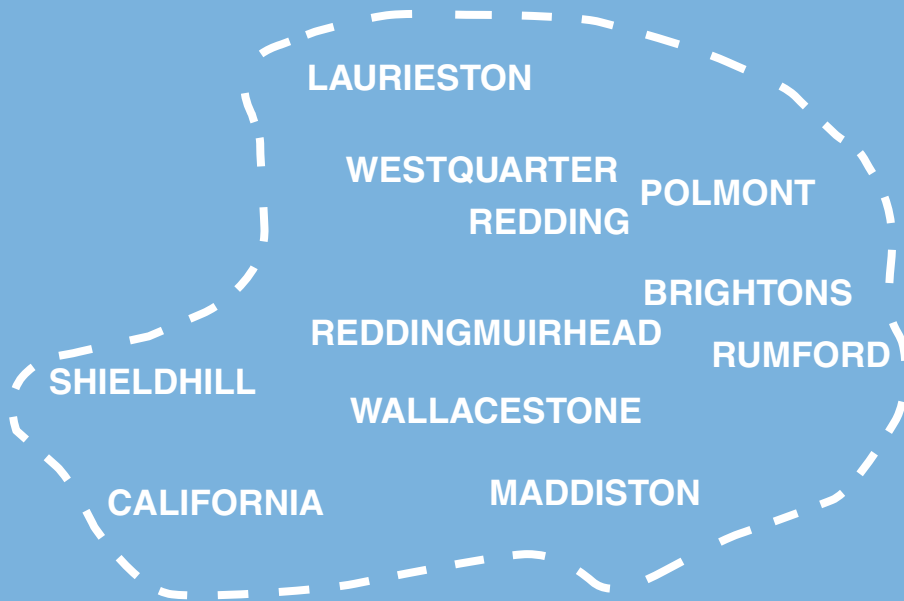 LAURIESTON
WESTQUARTER
POLMONT
REDDING
BRIGHTONS
REDDINGMUIRHEAD
RUMFORD
SHIELDHILL
WALLACESTONE
MADDISTON
CALIFORNIA